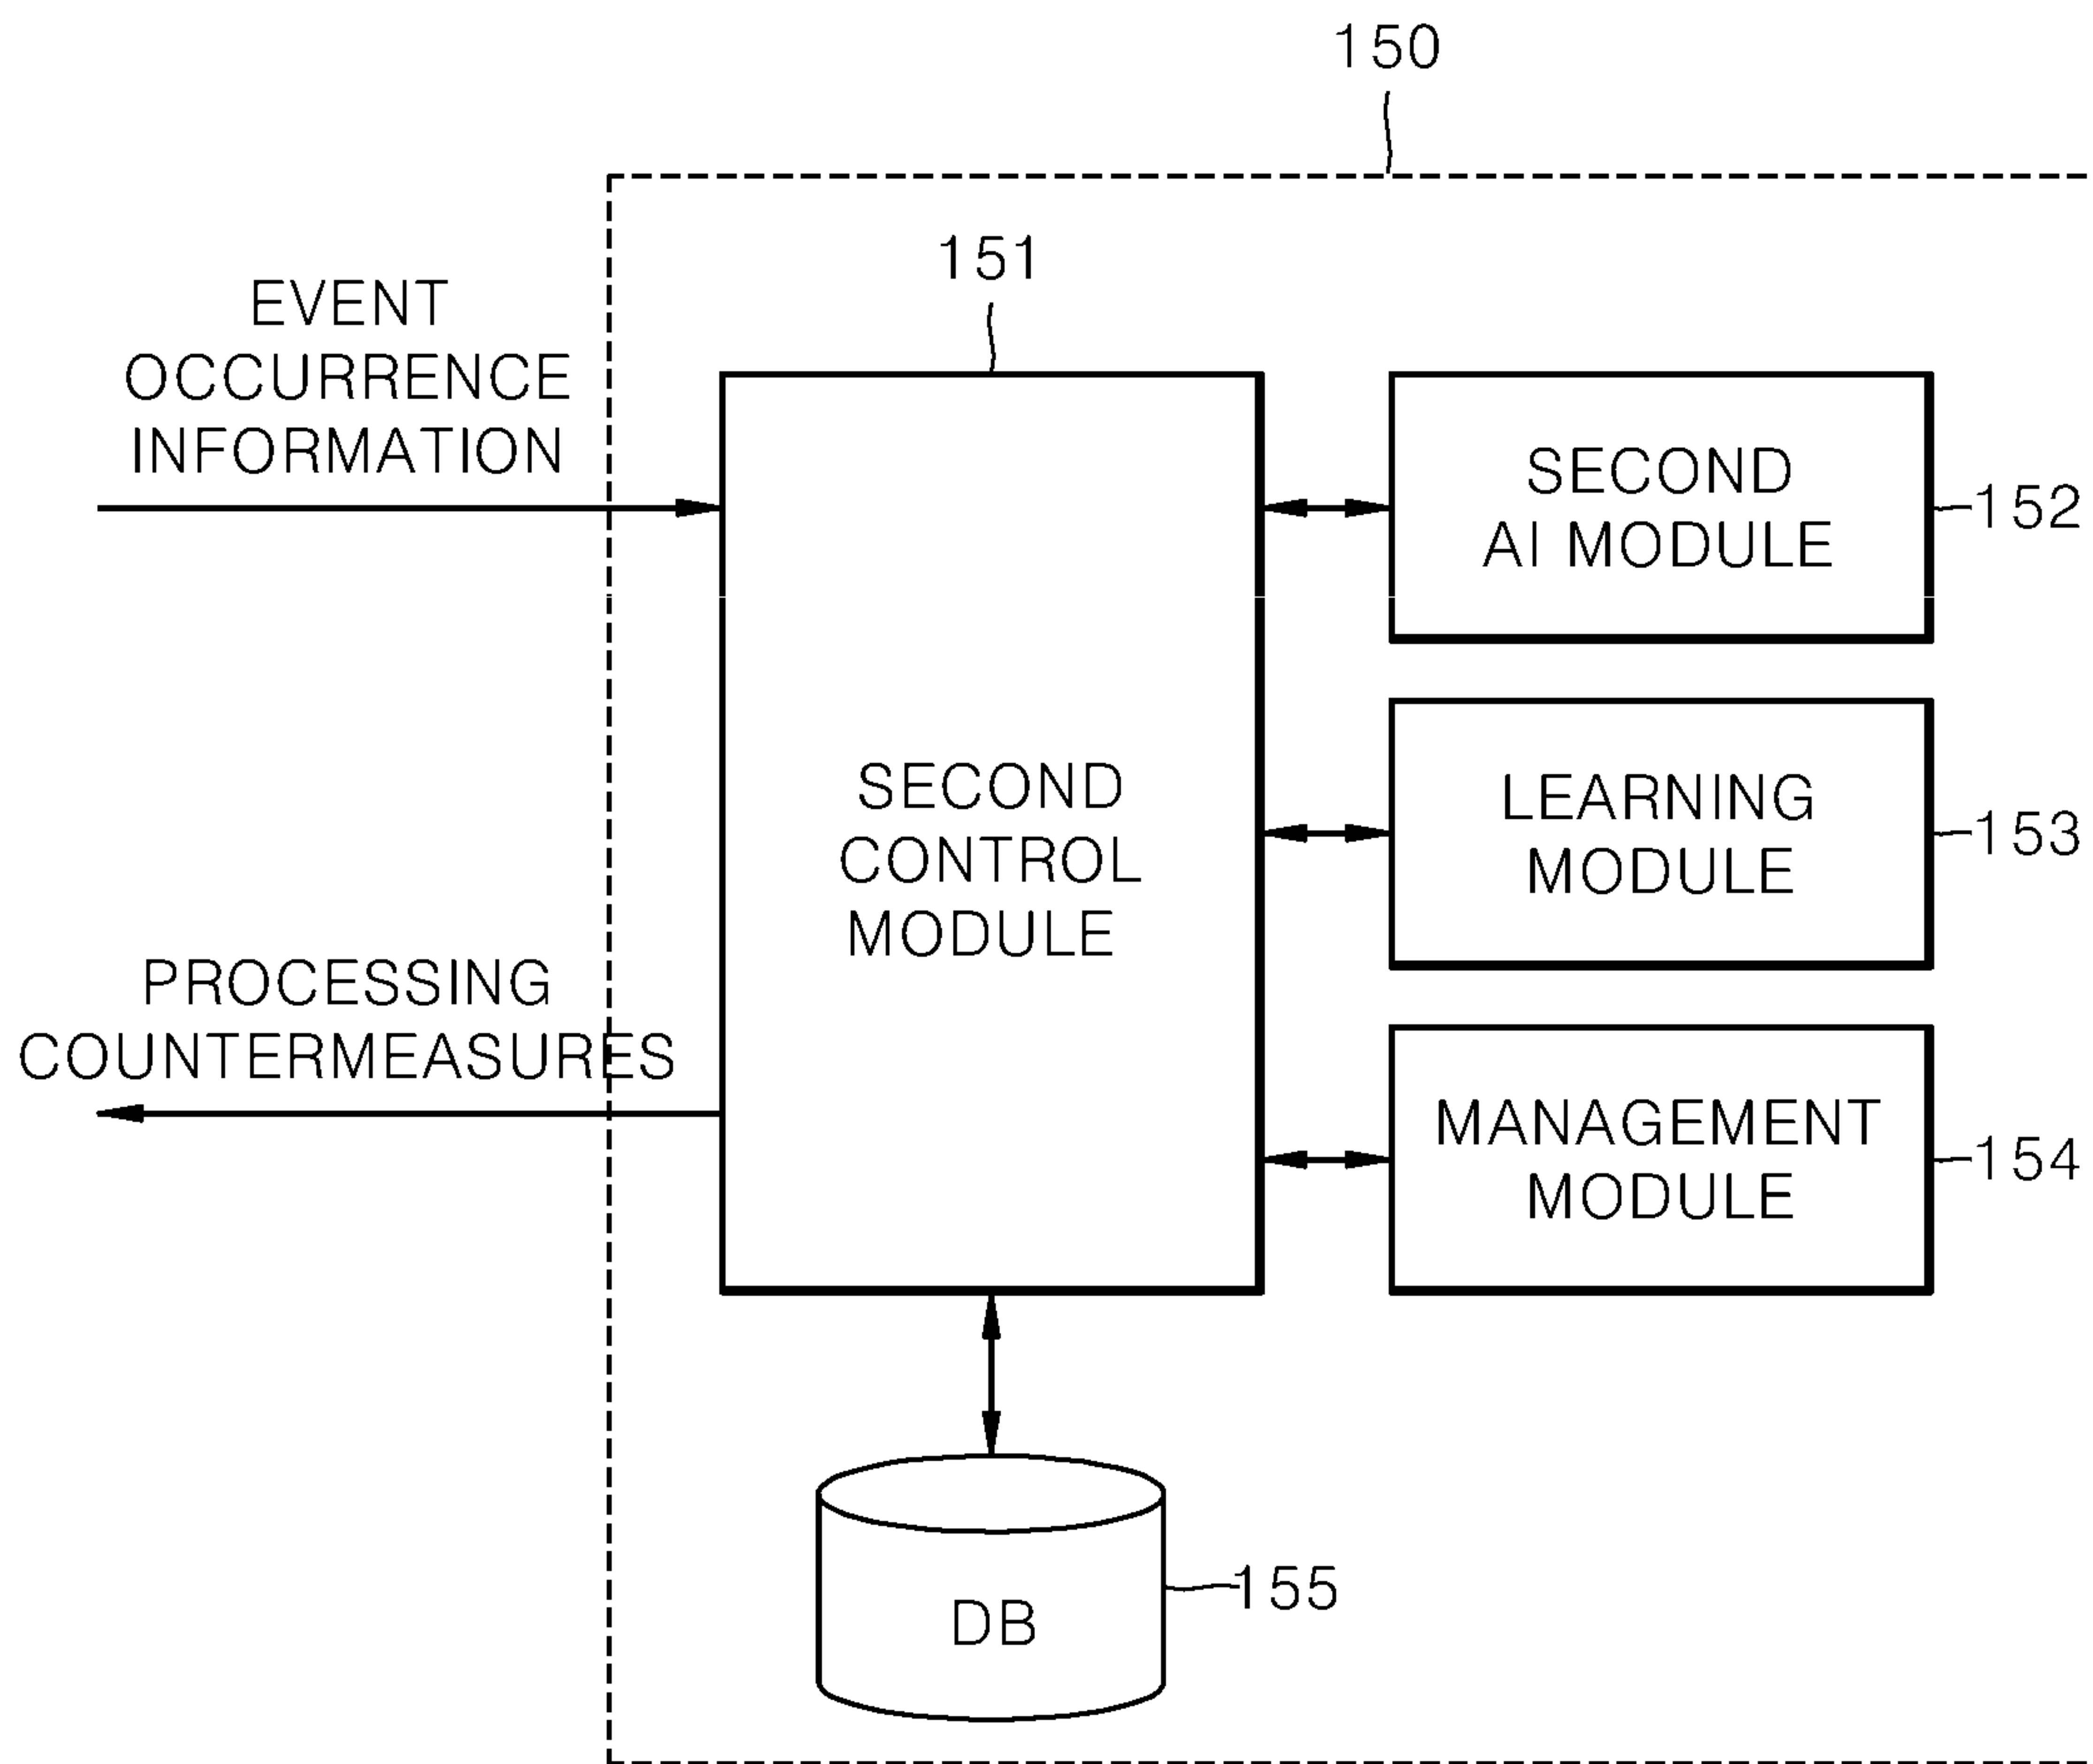 150
151
EVENT
OCCURRENCE
INFORMATION
SECOND
AI MODULE
152
SECOND
CONTROL
MODULE
LEARNING
MODULE
153
PROCESSING
COUNTERMEASURES
MANAGEMENT
MODULE
154
DB
155